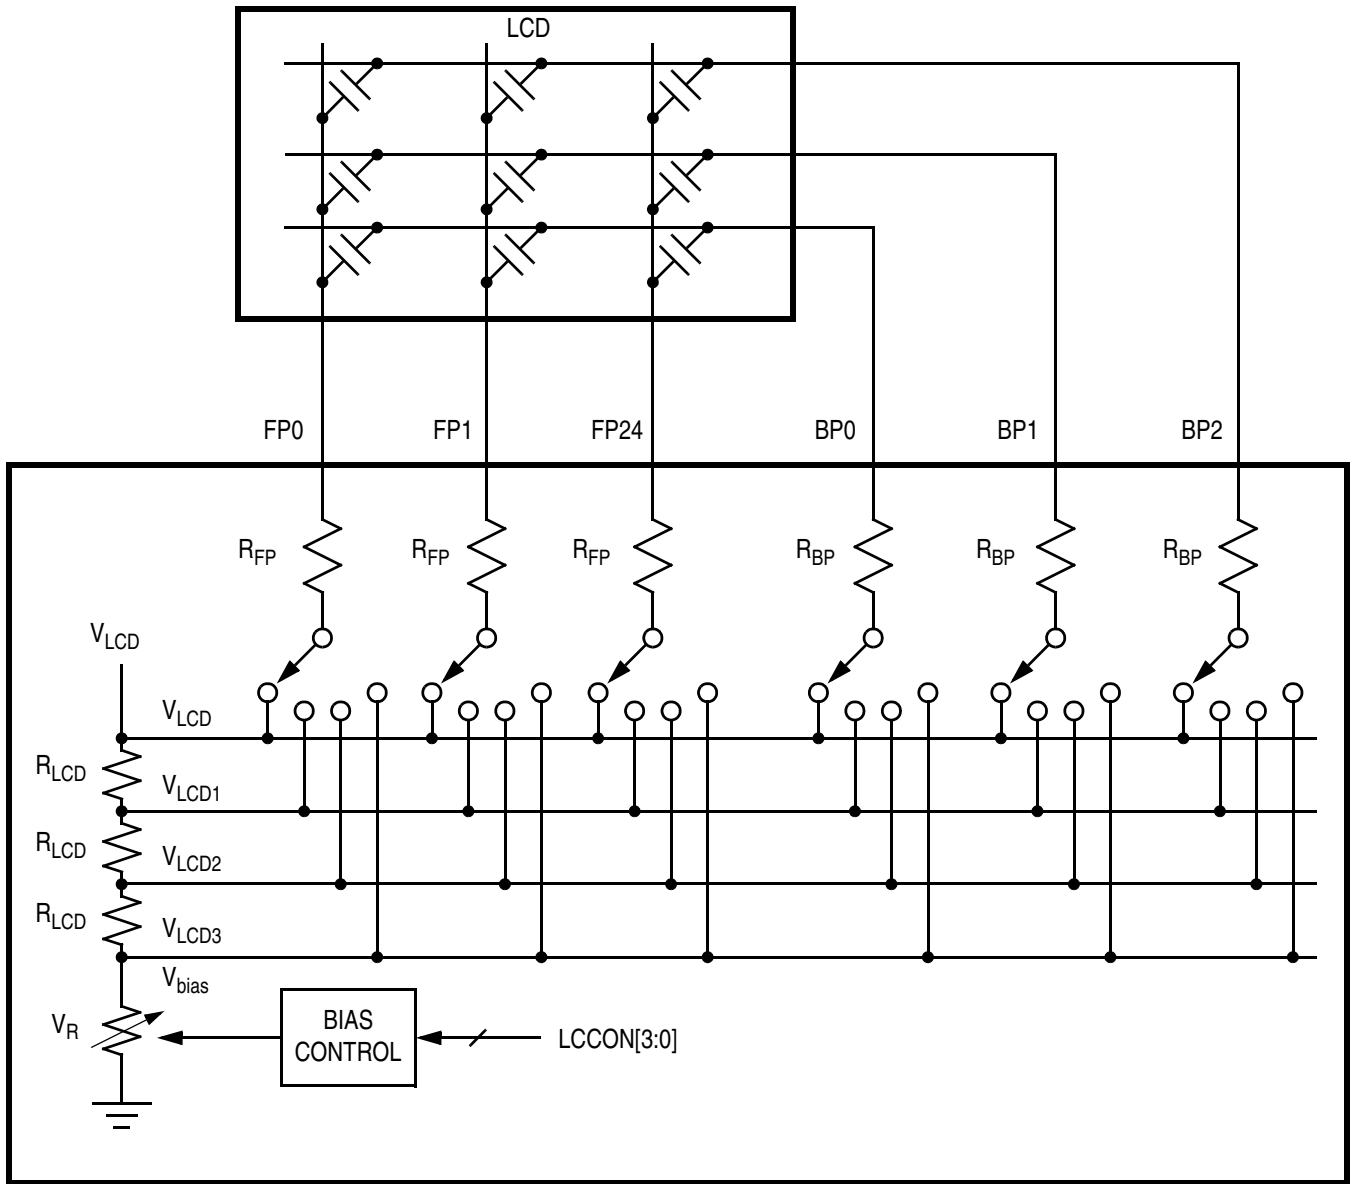 LCD
FP0
FP1
FP24
BP0
BP1
BP2
RFP
RFP
RFP
RBP
RBP
RBP
VLCD
VLCD
RLCD
VLCD1
RLCD
VLCD2
RLCD
VLCD3
Vbias
VR
BIAS
CONTROL
LCCON[3:0]